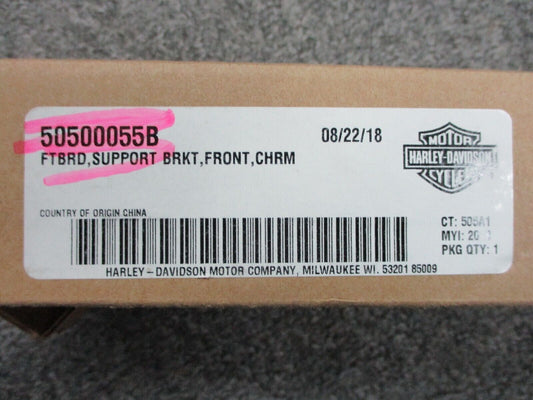 50500055B 08/22/18
FTBRD,SUPPORT BRKT,FRONT,CHRM
MOTOR
HARLEY-DAVIDSON
CYCLES
COUNTRY OF ORIGIN CHINA
CT: 505A1
MYI:
PKG QTY: 1
HARLEY-DAVIDSON MOTOR COMPANY, MILWAUKEE WI. 53201 85009